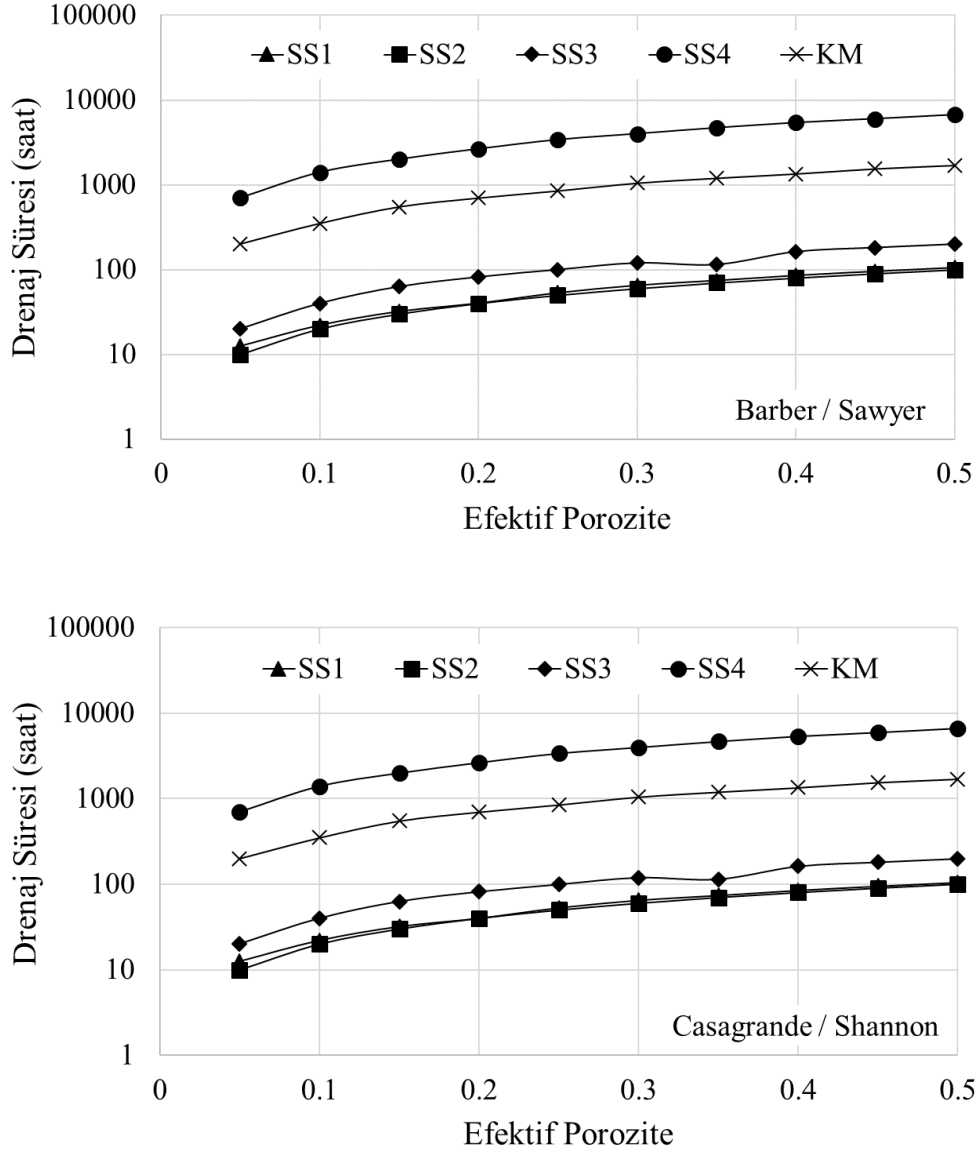 100000
SS1 SS2 SS3 SS4 KM
10000
1000
100
10
1
Drenaj Süresi (saat)
Barber / Sawyer
0 0.1 0.2 0.3 0.4 0.5
Efektif Porozite
100000
SS1 SS2 SS3 SS4 KM
10000
1000
100
10
1
Drenaj Süresi (saat)
Casagrande / Shannon
0 0.1 0.2 0.3 0.4 0.5
Efektif Porozite